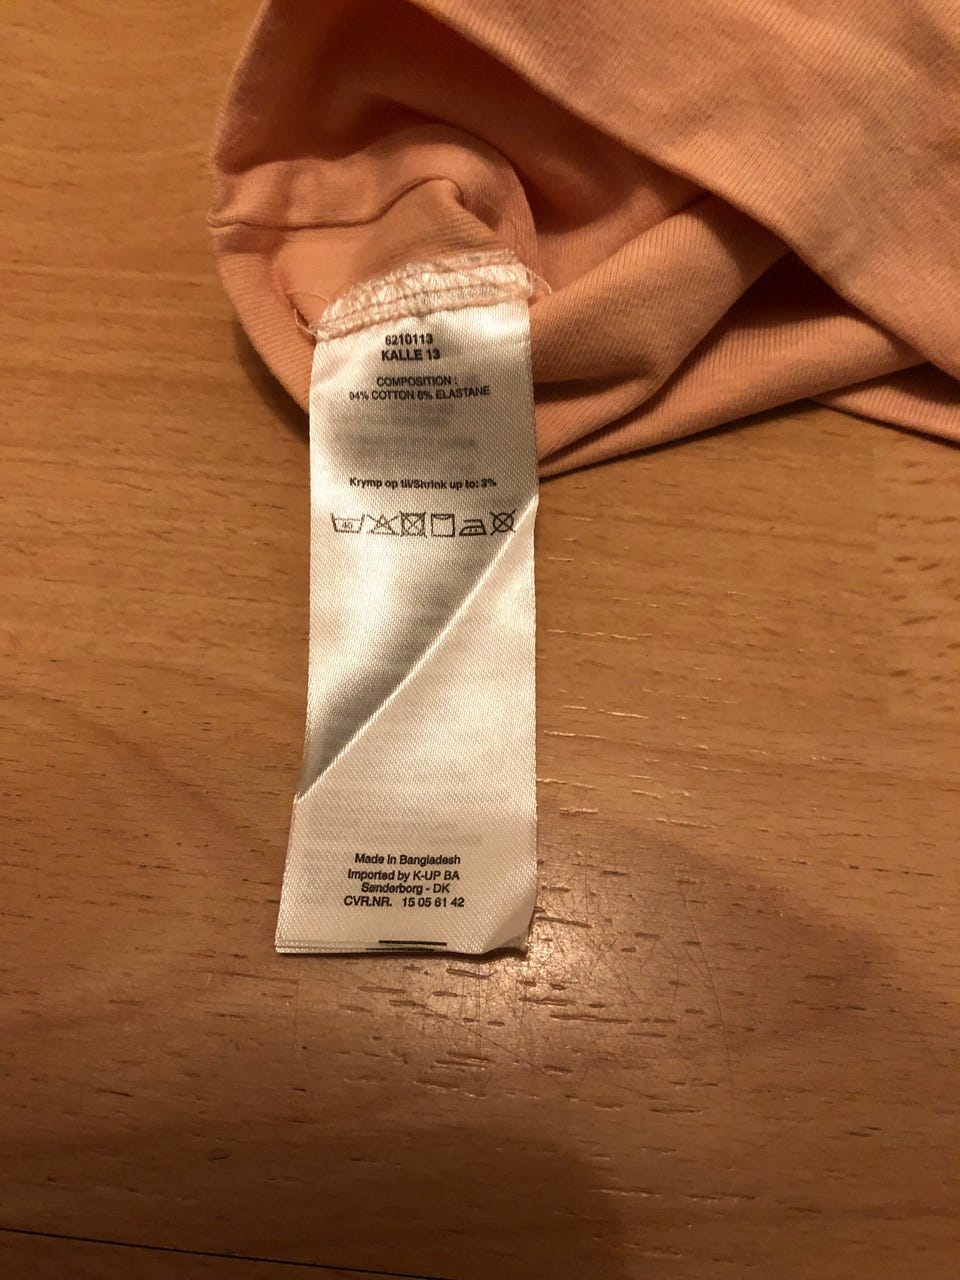 6210113
KALLE 13
COMPOSITION :
94% COTTON 6% ELASTANE
Krymp op til/Shrink up to: 3%
40
Made in Bangladesh
Imported by K-UP BA
Sønderborg - DK
CVR.NR. 15 05 61 42